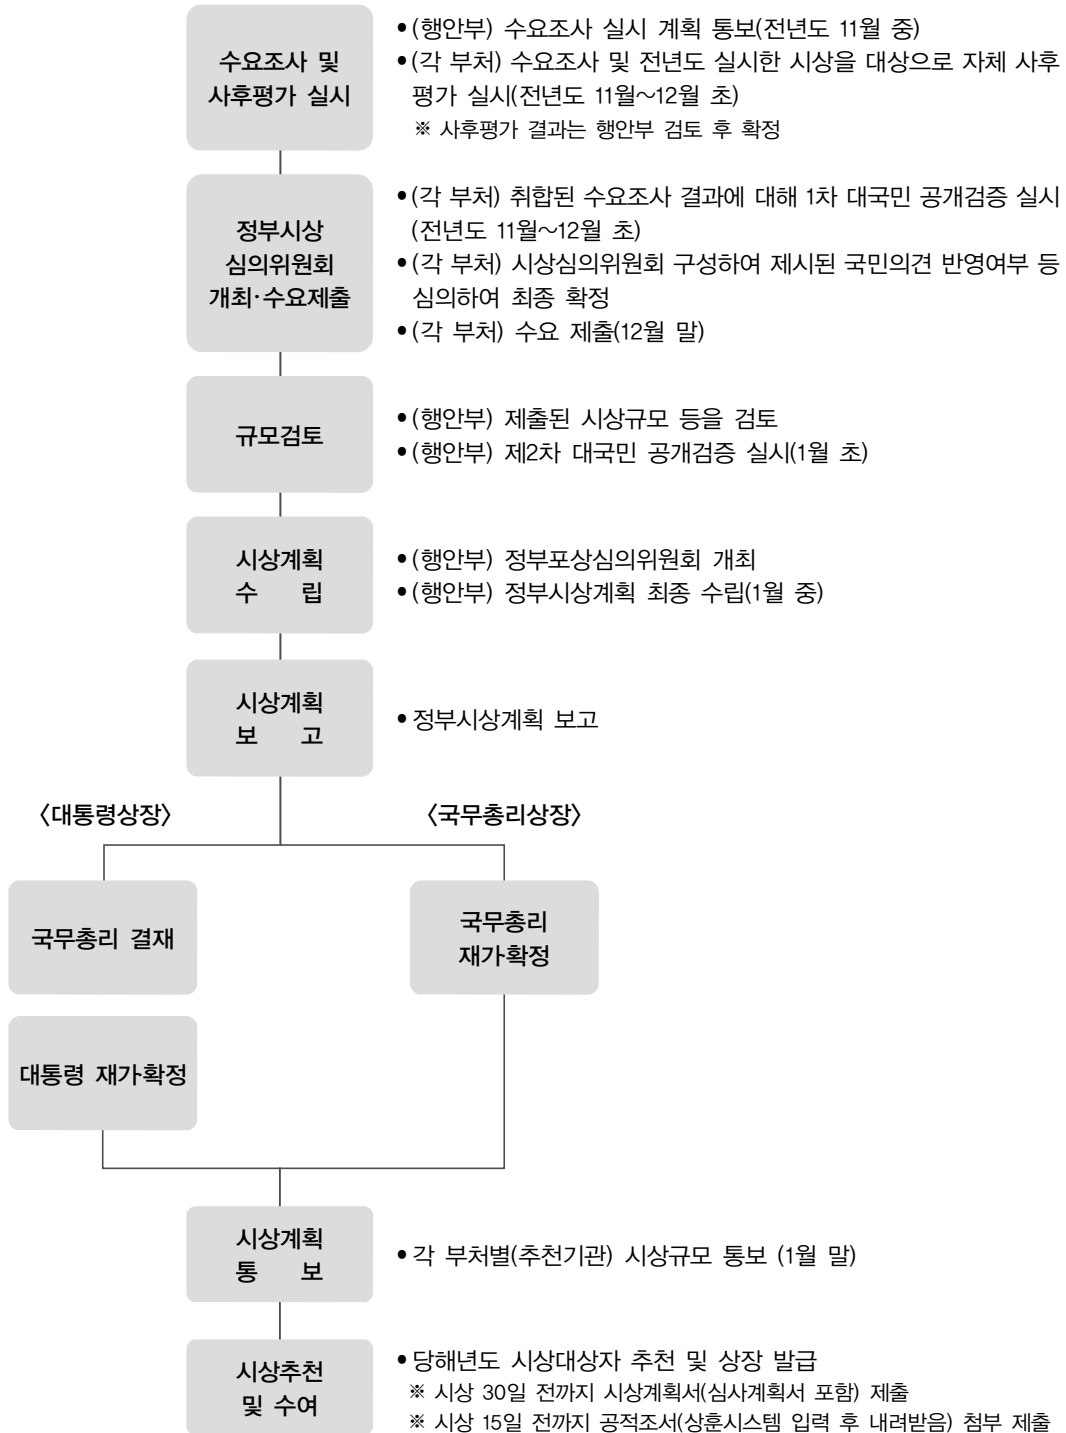 수요조사 및
사후평가 실시
•(행안부) 수요조사 실시 계획 통보(전년도 11월 중)
•(각 부처) 수요조사 및 전년도 실시한 시상을 대상으로 자체 사후
평가 실시(전년도 11월~12월 초)
※ 사후평가 결과는 행안부 검토 후 확정
정부시상
심의위원회
개최·수요제출
•(각 부처) 취합된 수요조사 결과에 대해 1차 대국민 공개검증 실시
(전년도 11월~12월 초)
•(각 부처) 시상심의위원회 구성하여 제시된 국민의견 반영여부 등
심의하여 최종 확정
•(각 부처) 수요 제출(12월 말)
규모검토
•(행안부) 제출된 시상규모 등을 검토
•(행안부) 제2차 대국민 공개검증 실시(1월 초)
시상계획
수 립
•(행안부) 정부포상심의위원회 개최
•(행안부) 정부시상계획 최종 수립(1월 중)
시상계획
보 고
•정부시상계획 보고
〈대통령상장〉
〈국무총리상장〉
국무총리 결재
국무총리
재가·확정
대통령 재가·확정
시상계획
통 보
•각 부처별(추천기관) 시상규모 통보 (1월 말)
시상추천
및 수여
•당해년도 시상대상자 추천 및 상장 발급
※ 시상 30일 전까지 시상계획서(심사계획서 포함) 제출
※ 시상 15일 전까지 공적조서(상훈시스템 입력 후 내려받음) 첨부 제출